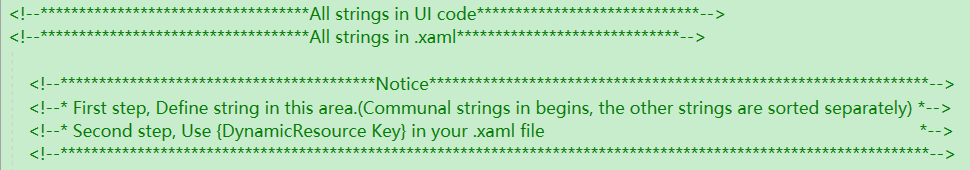 <!--***********************************All strings in UI code*****************************-->
<!--***********************************All strings in .xaml*****************************-->
<!--*****************************************Notice*****************************************************************-->
<!--* First step, Define string in this area.(Communal strings in begins, the other strings are sorted separately) *-->
<!--* Second step, Use {DynamicResource Key} in your .xaml file *-->
<!--*****************************************************************************************************************-->